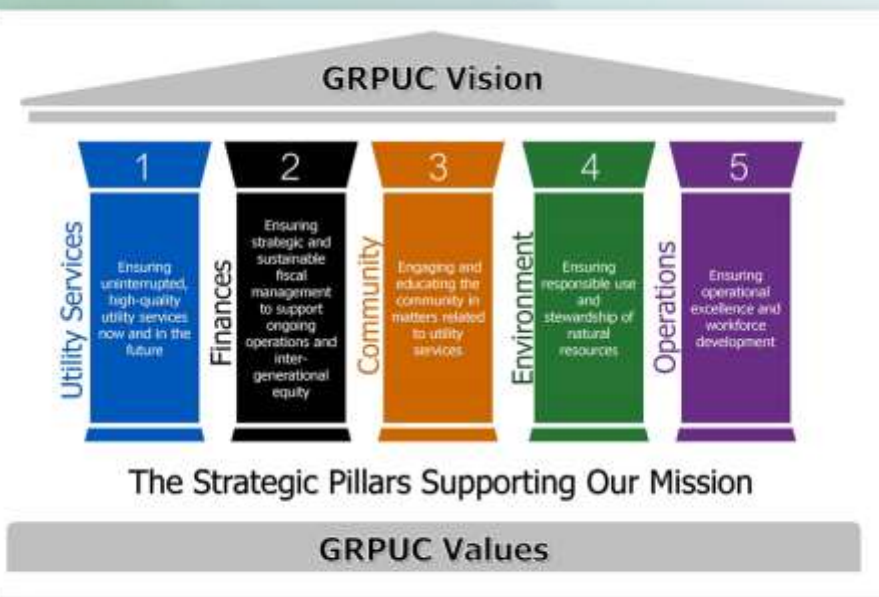 GRPUC Vision
1
Utility Services
Ensuring
uninterrupted,
high-quality
utility services
now and in the
future
2
Finances
Ensuring
strategic and
sustainable
fiscal
management
to support
ongoing
operations and
inter-
generational
equity
3
Community
Engaging and
educating the
community in
matters related
to utility
services
4
Environment
Ensuring
responsible use
and
stewardship of
natural
resources
5
Operations
Ensuring
operational
excellence and
workforce
development
The Strategic Pillars Supporting Our Mission
GRPUC Values